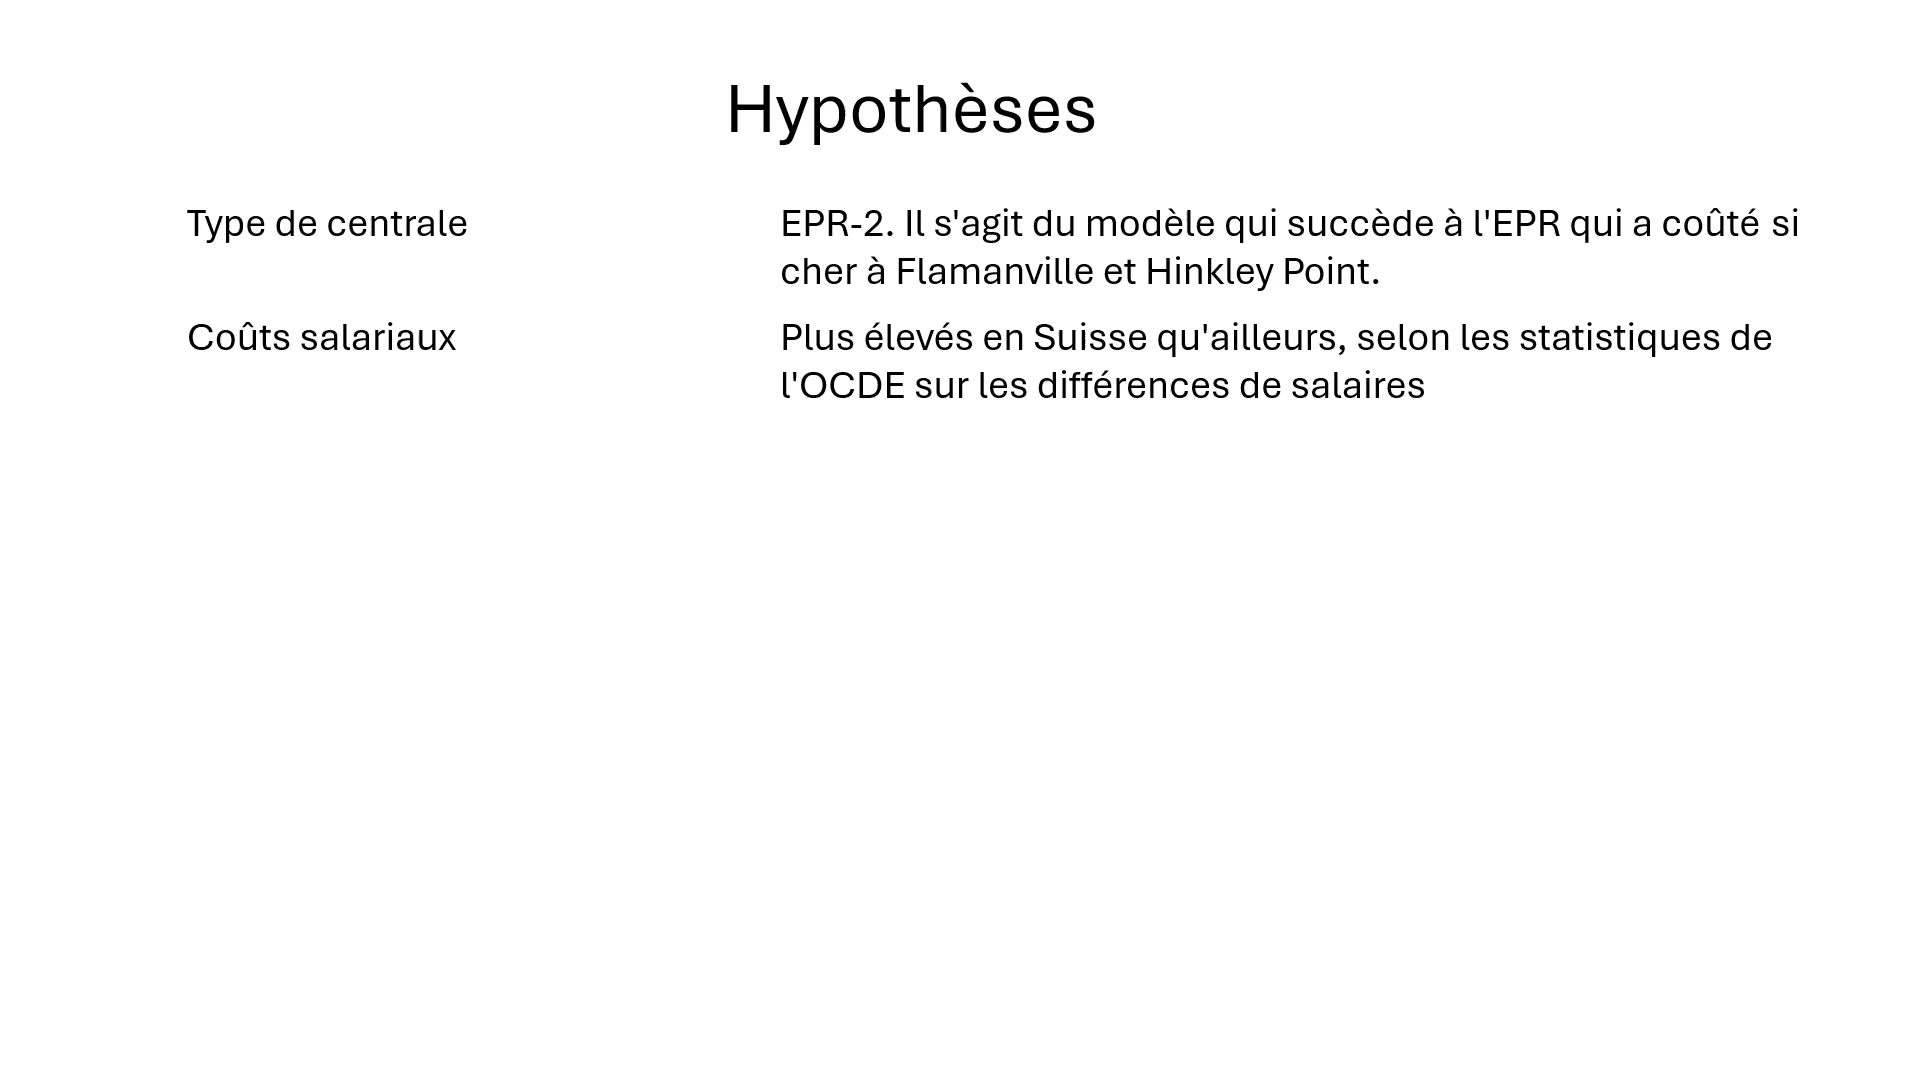 Hypothèses
Type de centrale
EPR-2. Il s'agit du modèle qui succède à l'EPR qui a coûté si
cher à Flamanville et Hinkley Point.
Coûts salariaux
Plus élevés en Suisse qu'ailleurs, selon les statistiques de
l'OCDE sur les différences de salaires